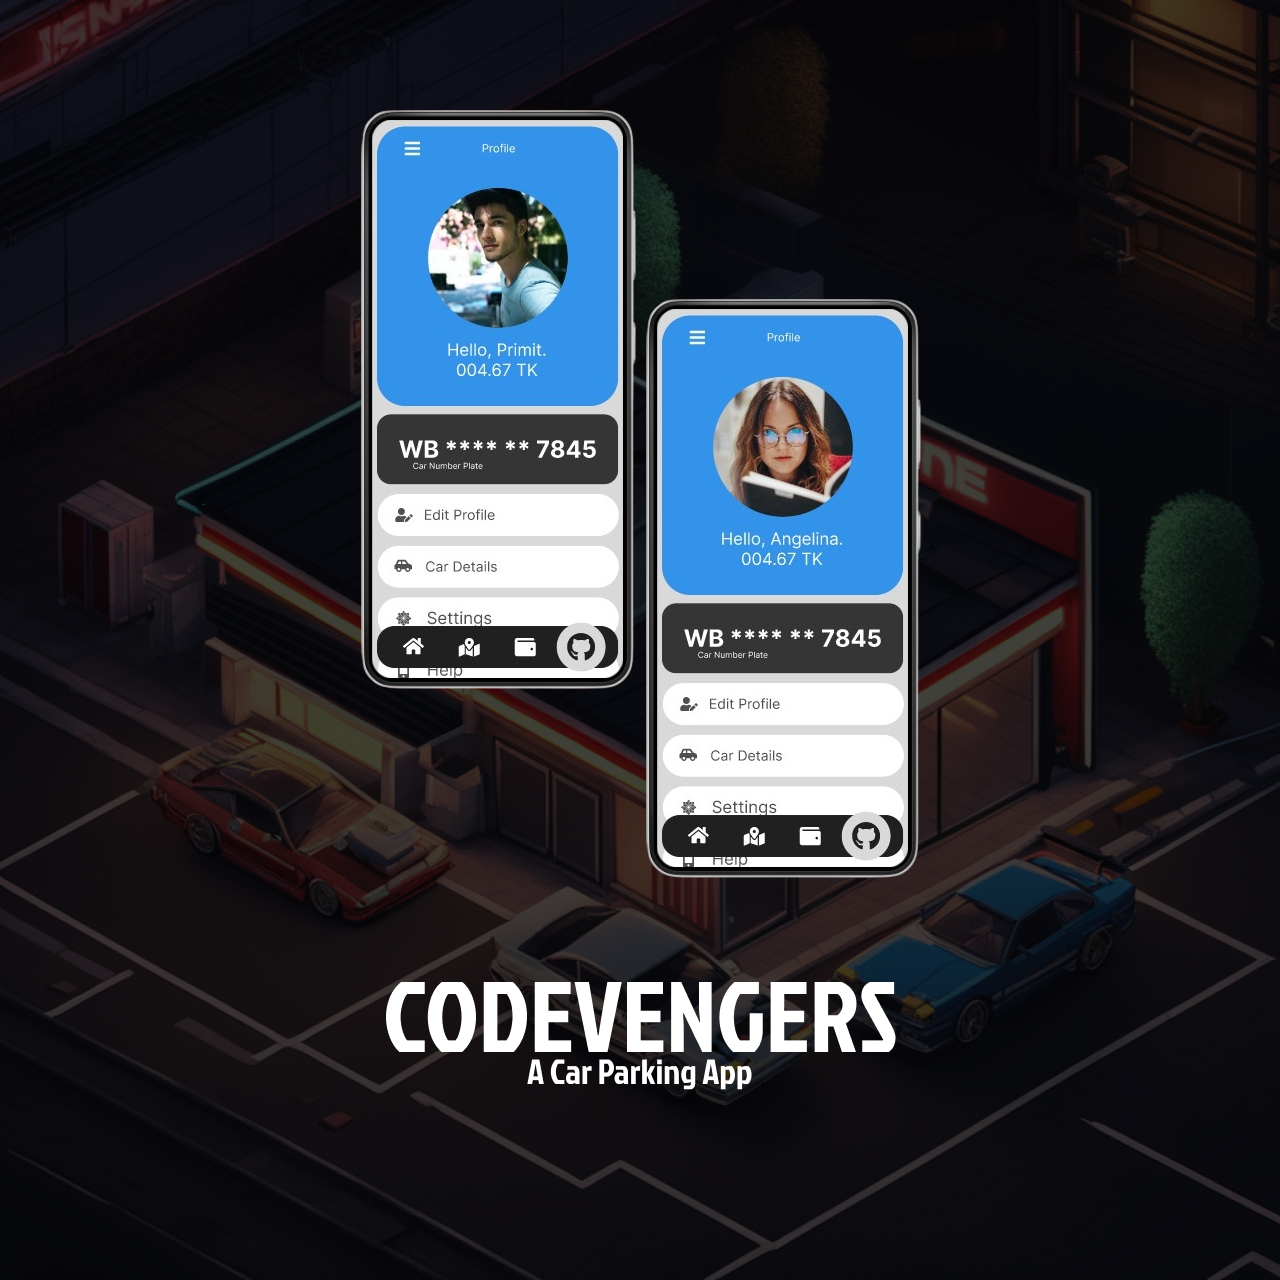 Profile
Hello, Primit.
004.67 TK
WB **** ** 7845
Car Number Plate
Edit Profile
Car Details
Settings
Help
Profile
Hello, Angelina.
004.67 TK
WB **** ** 7845
Car Number Plate
Edit Profile
Car Details
Settings
Help
CODEVENGERS
A Car Parking App